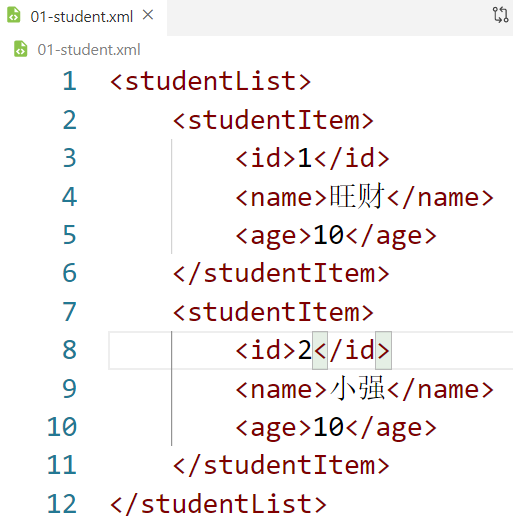 01-student.xml ×
01-student.xml
1 <studentList>
2     <studentItem>
3         <id>1</id>
4         <name>旺财</name>
5         <age>10</age>
6     </studentItem>
7     <studentItem>
8         <id>2</id>
9         <name>小强</name>
10         <age>10</age>
11     </studentItem>
12 </studentList>